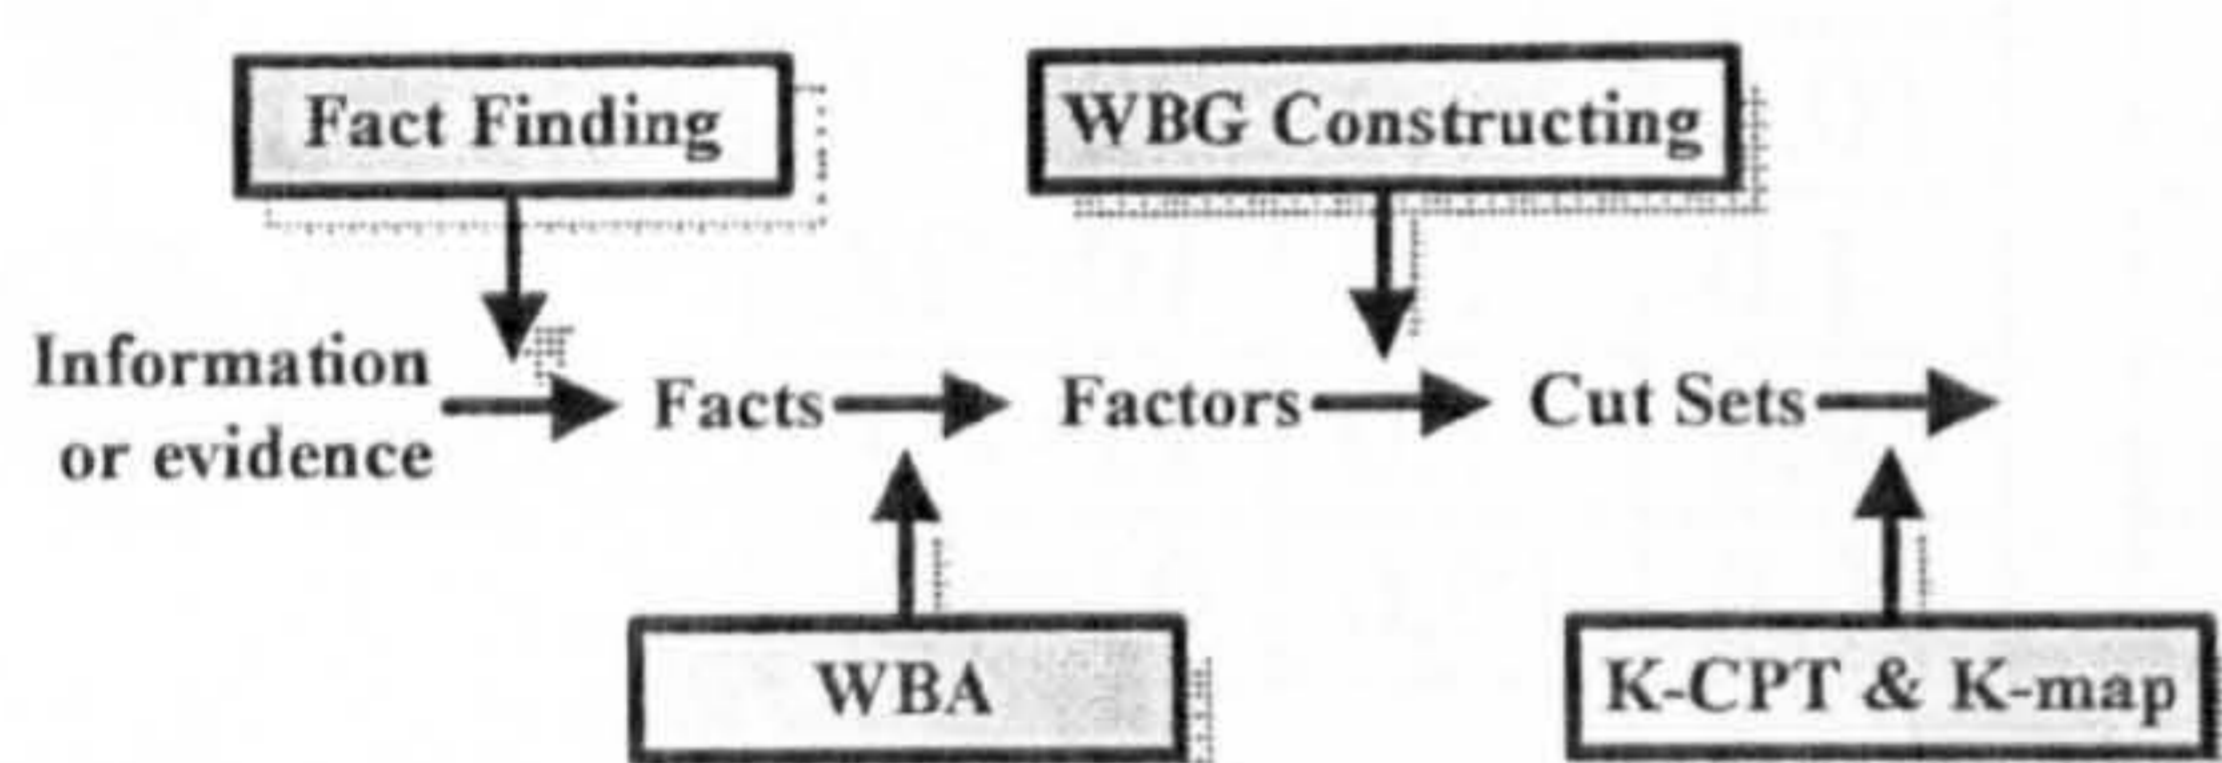 Fact Finding
WBG Constructing
Information
or evidence
Facts
Factors
Cut Sets
WBA
K-CPT & K-map